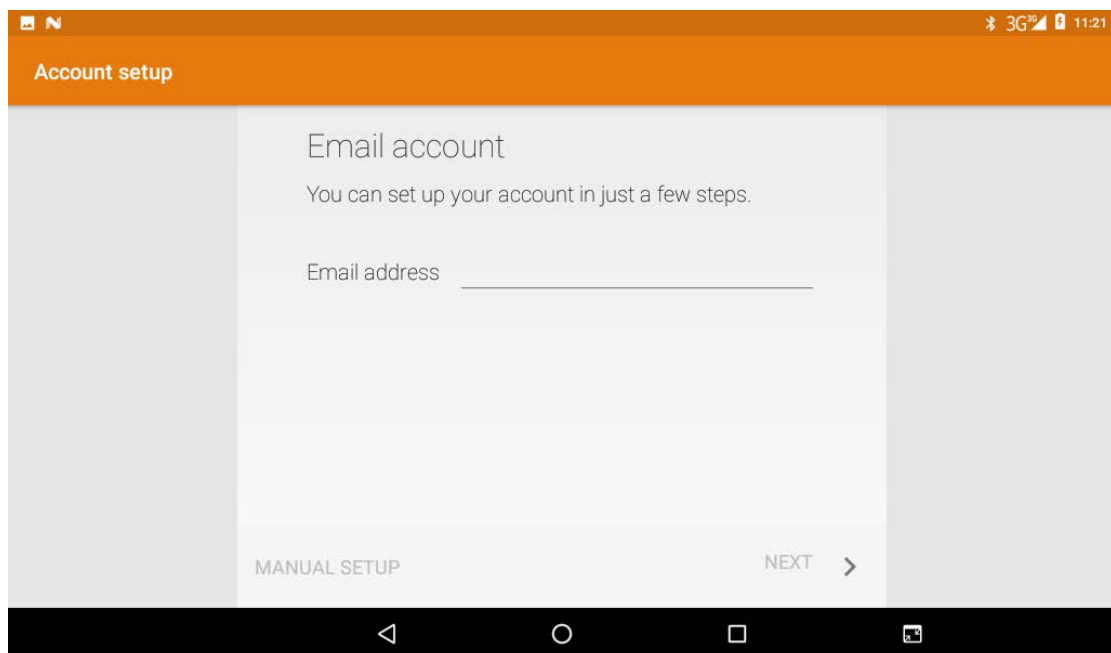 3G 3G 11:21
Account setup
Email account
You can set up your account in just a few steps.
Email address
MANUAL SETUP
NEXT